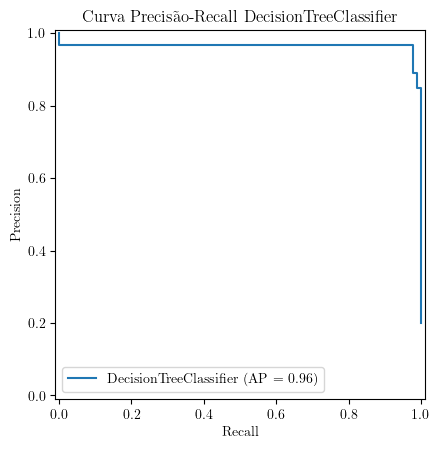 Curva Precisão-Recall DecisionTreeClassifier
1.0
0.8
0.6
0.4
0.2
0.0
Precision
DecisionTreeClassifier (AP = 0.96)
0.0 0.2 0.4 0.6 0.8 1.0
Recall